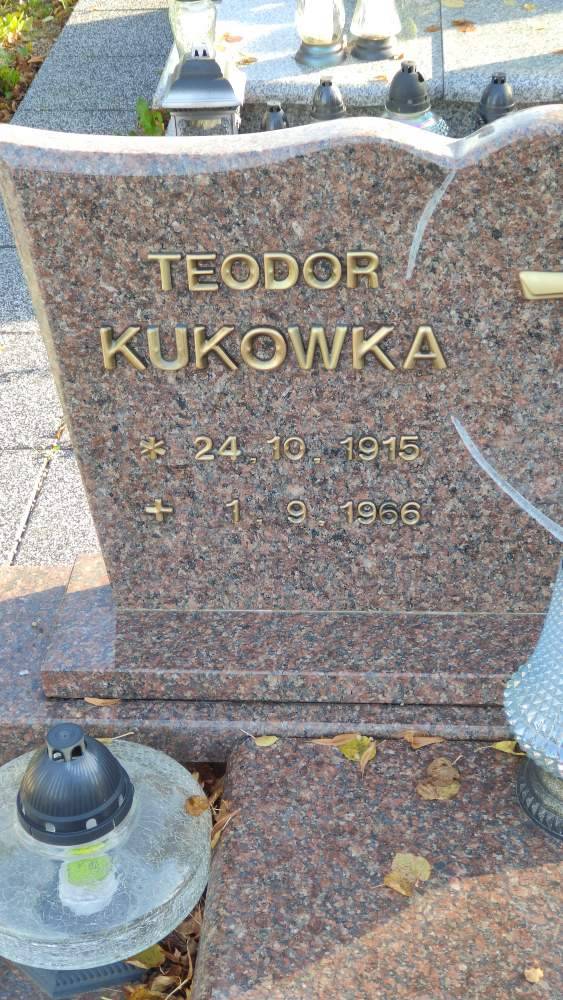 TEODOR
KUKOWKA
* 24. 10. 1915
+ 1. 9. 1966